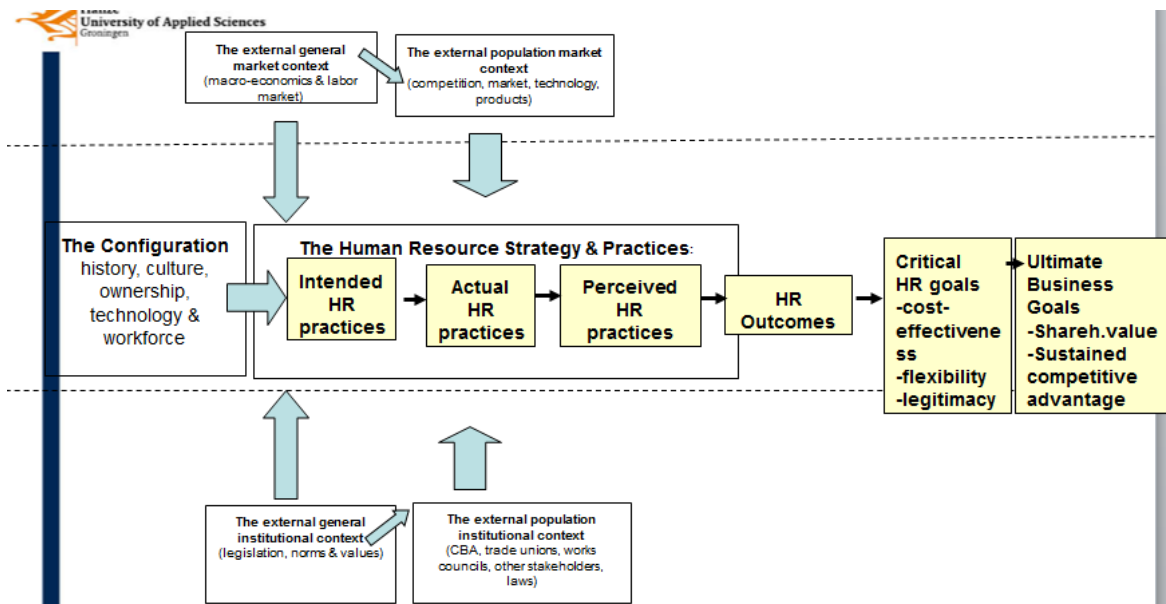 University of Applied Sciences
Groningen
The external general
market context
(macro-economics & labor
market)
The external population market
context
(competition, market, technology,
products)
The Configuration
history, culture,
ownership,
technology &
workforce
The Human Resource Strategy & Practices:
Intended
HR
practices
Actual
HR
practices
Perceived
HR
practices
HR
Outcomes
Critical
HR goals
-cost-
effectivene
ss
-flexibility
-legitimacy
Ultimate
Business
Goals
-Shareh.value
-Sustained
competitive
advantage
The external general
institutional context
(legislation, norms & values)
The external population
institutional context
(CBA, trade unions, works
councils, other stakeholders,
laws)